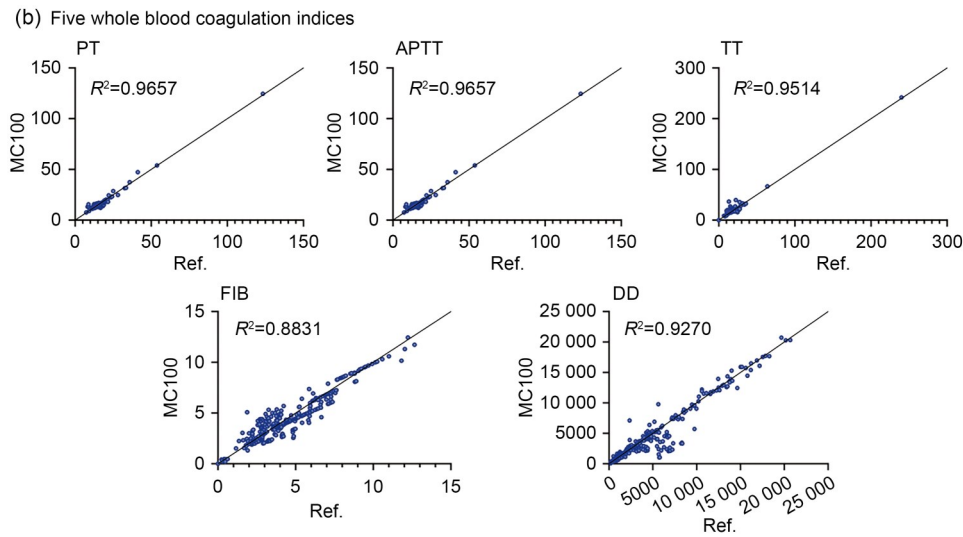 (b) Five whole blood coagulation indices
PT
150
100
50
0
MC100
R²=0.9657
0 50 100 150
Ref.
APTT
150
100
50
0
MC100
R²=0.9657
0 50 100 150
Ref.
TT
300
200
100
0
MC100
R²=0.9514
0 100 200 300
Ref.
FIB
15
10
5
0
MC100
R²=0.8831
0 5 10 15
Ref.
DD
25 000
20 000
15 000
10 000
5000
0
MC100
R²=0.9270
0 5000 10 000 15 000 20 000 25 000
Ref.